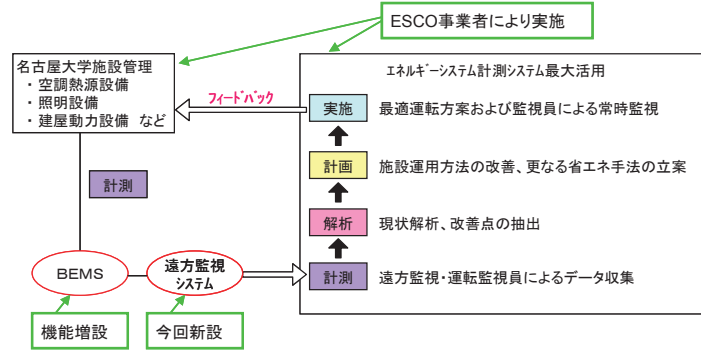 ESCO事業者により実施
名古屋大学施設管理
・空調熱源設備
・照明設備
・建屋動力設備 など
フィードバック
エネルギーシステム計測システム最大活用
実施 最適運転方案および監視員による常時監視
計画 施設運用方法の改善、更なる省エネ手法の立案
計測
解析 現状解析、改善点の抽出
BEMS
遠方監視
システム
計測 遠方監視・運転監視員によるデータ収集
機能増設
今回新設